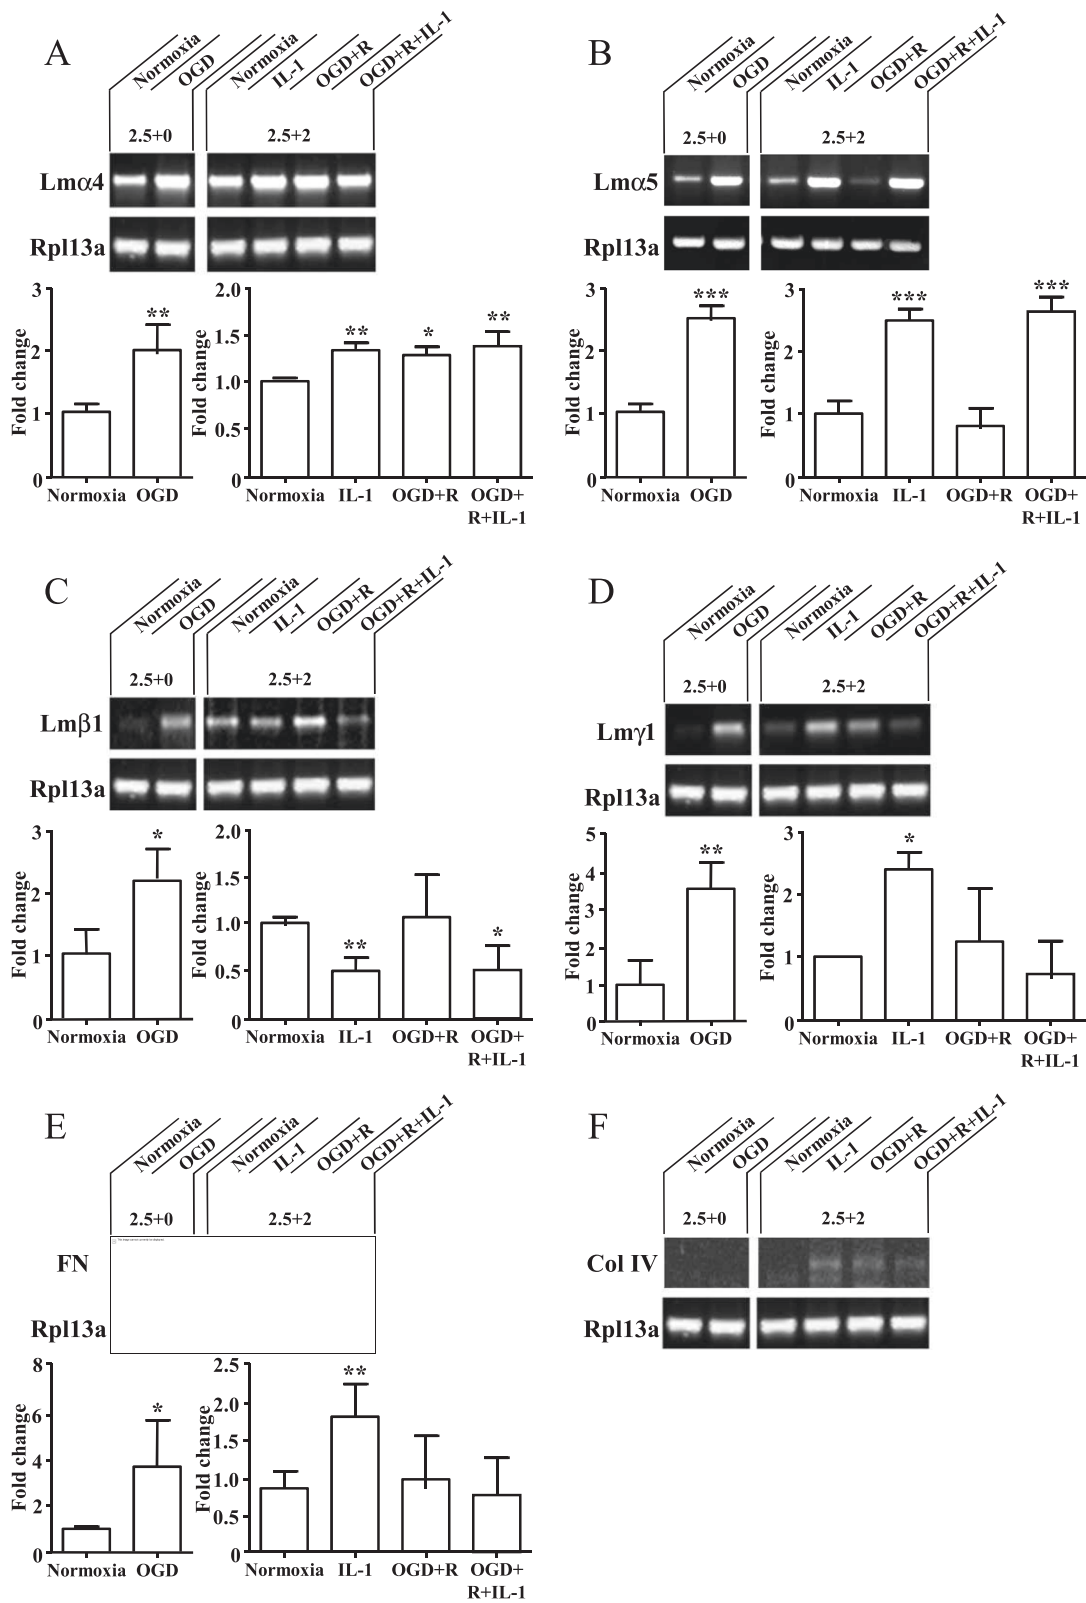 A
Normoxia
OGD
Normoxia
IL-1
OGD+R
OGD+R+IL-1
2.5+0
2.5+2
Lmα4
Rpl13a
Fold change
3
2
1
0
**
Normoxia
OGD
Fold change
2.0
1.5
1.0
0.5
0
**
*
**
Normoxia
IL-1
OGD+R
OGD+
R+IL-1
B
Normoxia
OGD
Normoxia
IL-1
OGD+R
OGD+R+IL-1
2.5+0
2.5+2
Lmα5
Rpl13a
Fold change
3
2
1
0
***
Normoxia
OGD
Fold change
3
2
1
0
***
***
Normoxia
IL-1
OGD+R
OGD+
R+IL-1
C
Normoxia
OGD
Normoxia
IL-1
OGD+R
OGD+R+IL-1
2.5+0
2.5+2
Lmβ1
Rpl13a
Fold change
3
2
1
0
*
Normoxia
OGD
Fold change
2.0
1.5
1.0
0.5
0
**
*
Normoxia
IL-1
OGD+R
OGD+
R+IL-1
D
Normoxia
OGD
Normoxia
IL-1
OGD+R
OGD+R+IL-1
2.5+0
2.5+2
Lmγ1
Rpl13a
Fold change
5
4
3
2
1
0
**
Normoxia
OGD
Fold change
3
2
1
0
*
Normoxia
IL-1
OGD+R
OGD+
R+IL-1
E
Normoxia
OGD
Normoxia
IL-1
OGD+R
OGD+R+IL-1
2.5+0
2.5+2
FN
Rpl13a
Fold change
8
6
4
2
0
*
Normoxia
OGD
Fold change
2.5
2.0
1.5
1.0
0.5
0
**
Normoxia
IL-1
OGD+R
OGD+
R+IL-1
F
Normoxia
OGD
Normoxia
IL-1
OGD+R
OGD+R+IL-1
2.5+0
2.5+2
Col IV
Rpl13a